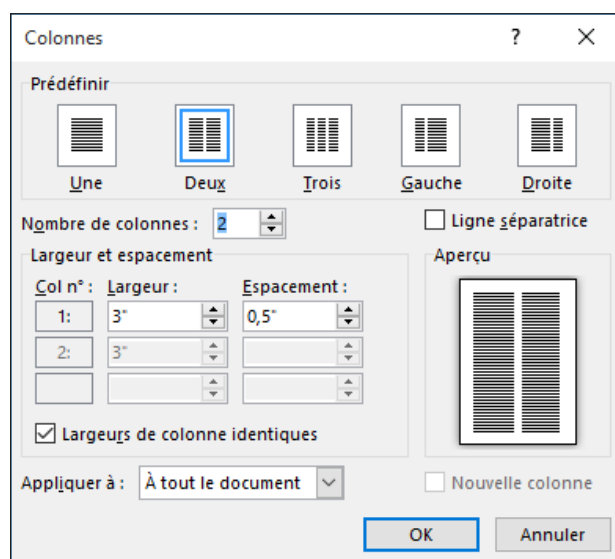 Colonnes ?
Prédéfinir
Une Deux Trois Gauche Droite
Nombre de colonnes : 2 Ligne séparatrice
Largeur et espacement Aperçu
Col n° : Largeur : Espacement :
1: 3" 0,5"
2: 3"
Largeurs de colonne identiques
Appliquer à : À tout le document Nouvelle colonne
OK Annuler